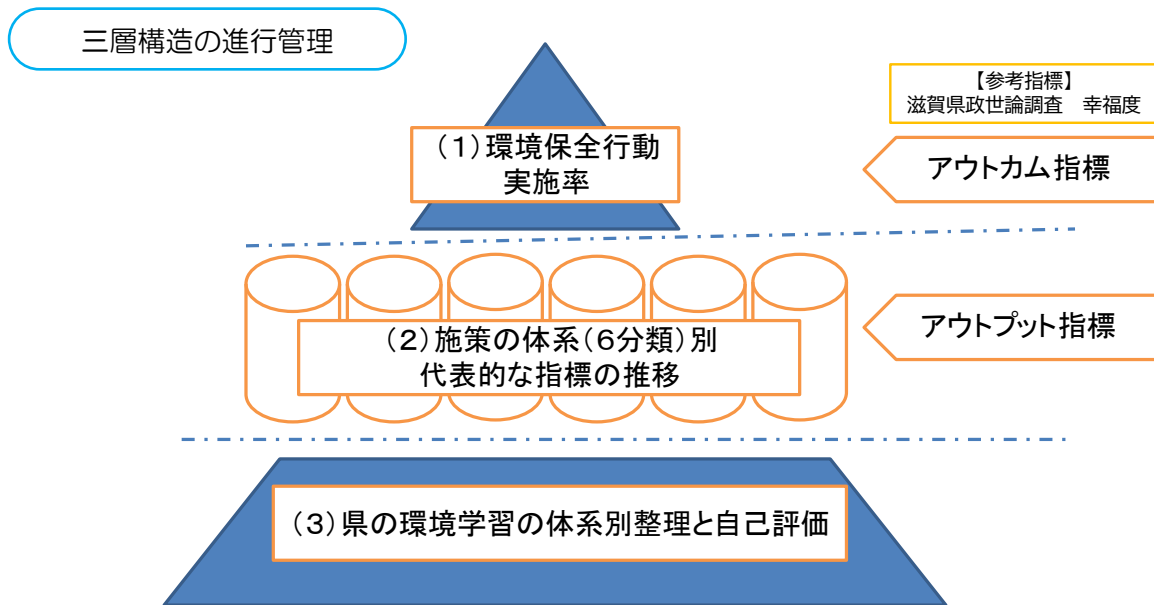 三層構造の進行管理
【参考指標】
滋賀県政世論調査　幸福度
（１）環境保全行動
実施率
アウトカム指標
（２）施策の体系（６分類）別
代表的な指標の推移
アウトプット指標
（３）県の環境学習の体系別整理と自己評価